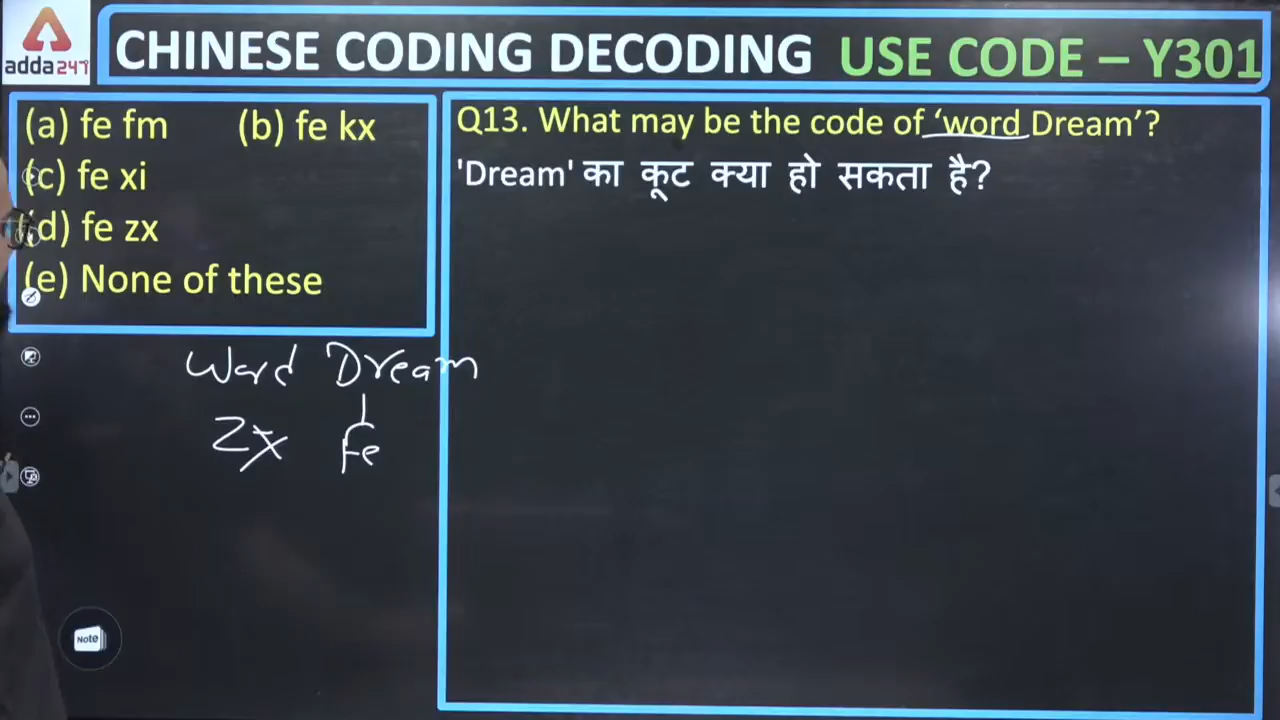 adda247
CHINESE CODING DECODING USE CODE – Y301
(a) fe fm (b) fe kx
(c) fe xi
(d) fe zx
(e) None of these
Q13. What may be the code of ‘word Dream’?
'Dream' का कूट क्या हो सकता है?
Word Dream
Zx Fe
Note